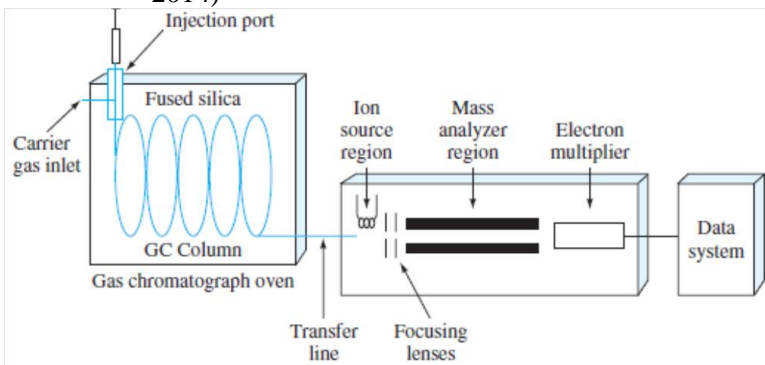 2014)
Injection port
Fused silica
Carrier
gas inlet
GC Column
Gas chromatograph oven
Ion
source
region
Mass
analyzer
region
Electron
multiplier
Data
system
Transfer
line
Focusing
lenses